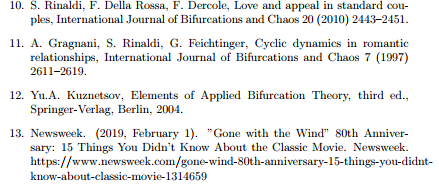 10. S. Rinaldi, F. Della Rossa, F. Dercole, Love and appeal in standard cou-
ples, International Journal of Bifurcations and Chaos 20 (2010) 2443–2451.
11. A. Gragnani, S. Rinaldi, G. Feichtinger, Cyclic dynamics in romantic
relationships, International Journal of Bifurcations and Chaos 7 (1997)
2611–2619.
12. Yu.A. Kuznetsov, Elements of Applied Bifurcation Theory, third ed.,
Springer-Verlag, Berlin, 2004.
13. Newsweek. (2019, February 1). ”Gone with the Wind” 80th Anniver-
sary: 15 Things You Didn’t Know About the Classic Movie. Newsweek.
https://www.newsweek.com/gone-wind-80th-anniversary-15-things-you-didnt-
know-about-classic-movie-1314659